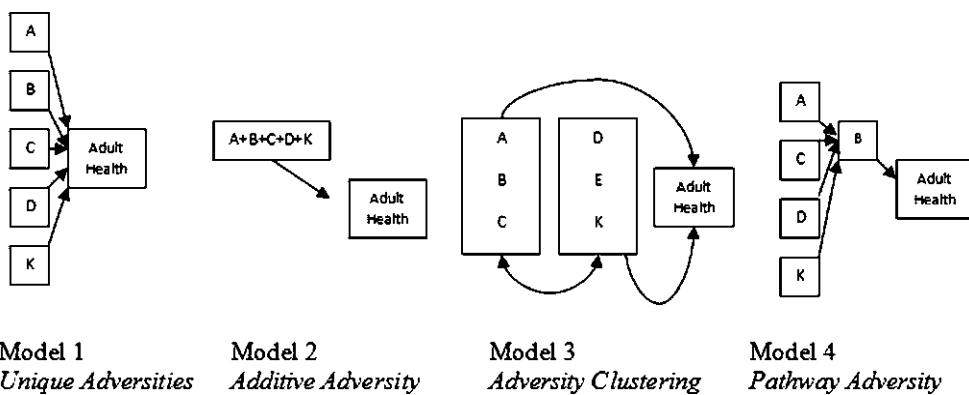 A
B
C
D
K
Adult
Health
A+B+C+D+K
Adult
Health
A
B
C
D
E
K
Adult
Health
A
C
D
K
B
Adult
Health
Model 1
Unique Adversities
Model 2
Additive Adversity
Model 3
Adversity Clustering
Model 4
Pathway Adversity